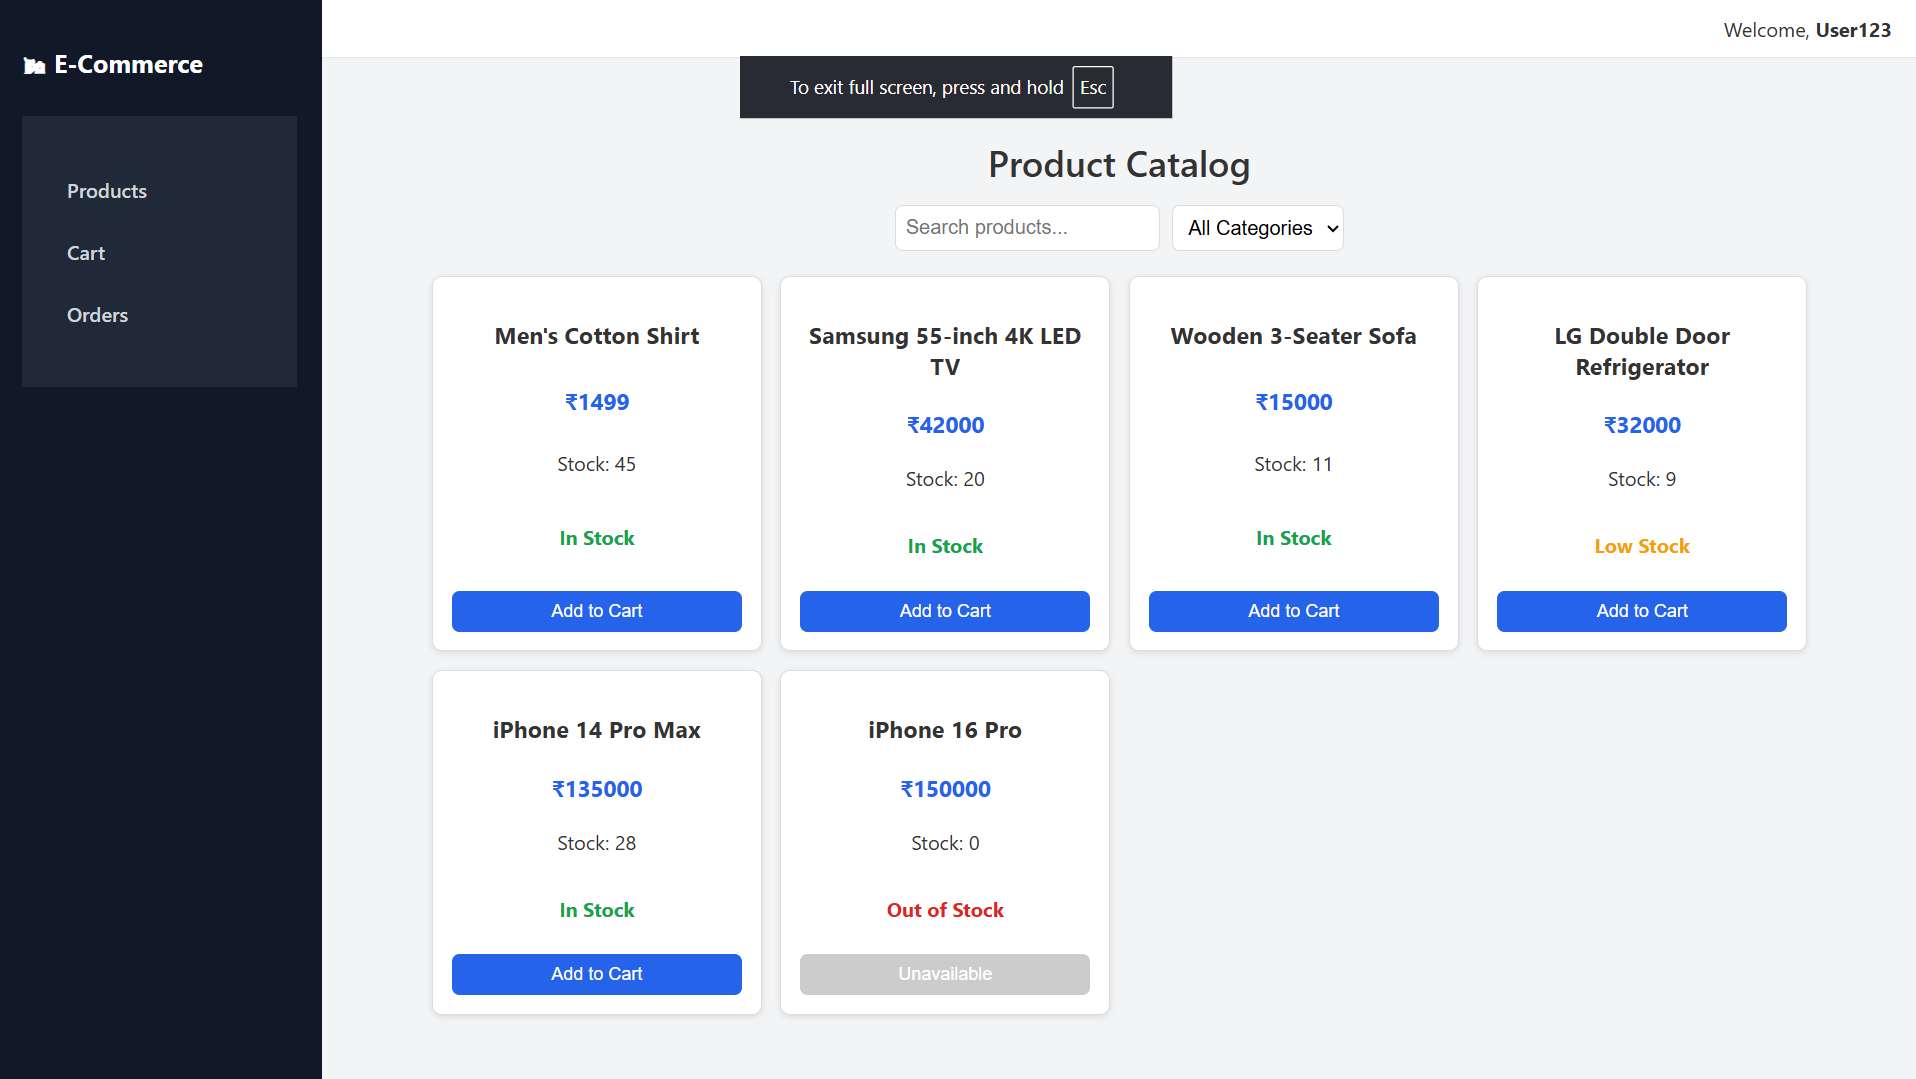 E-Commerce
Products
Cart
Orders
Welcome, User123
To exit full screen, press and hold Esc
Product Catalog
Search products...
All Categories
Men's Cotton Shirt
₹1499
Stock: 45
In Stock
Add to Cart
Samsung 55-inch 4K LED
TV
₹42000
Stock: 20
In Stock
Add to Cart
Wooden 3-Seater Sofa
₹15000
Stock: 11
In Stock
Add to Cart
LG Double Door
Refrigerator
₹32000
Stock: 9
Low Stock
Add to Cart
iPhone 14 Pro Max
₹135000
Stock: 28
In Stock
Add to Cart
iPhone 16 Pro
₹150000
Stock: 0
Out of Stock
Unavailable